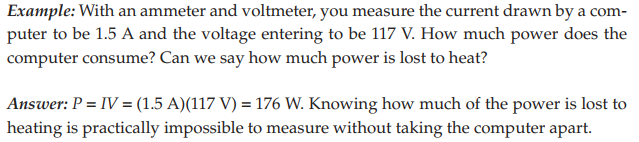 Example: With an ammeter and voltmeter, you measure the current drawn by a com-
puter to be 1.5 A and the voltage entering to be 117 V. How much power does the
computer consume? Can we say how much power is lost to heat?
Answer: P = IV = (1.5 A)(117 V) = 176 W. Knowing how much of the power is lost to
heating is practically impossible to measure without taking the computer apart.